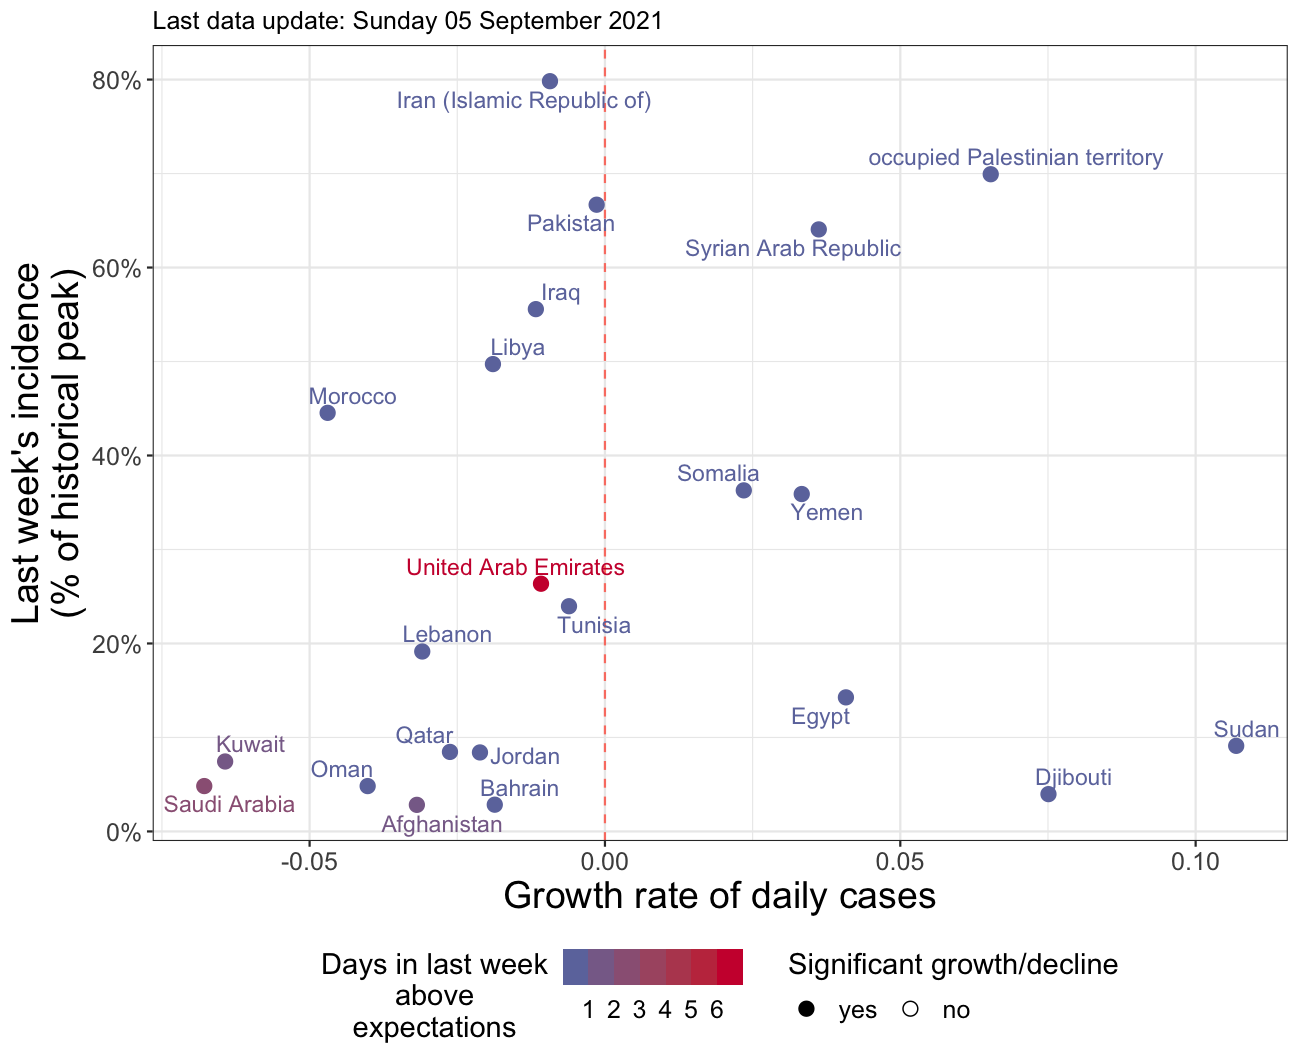 Last data update: Sunday 05 September 2021
Last week's incidence
(% of historical peak)
80%
60%
40%
20%
0%
Iran (Islamic Republic of)
occupied Palestinian territory
Pakistan
Syrian Arab Republic
Iraq
Libya
Morocco
Somalia
Yemen
United Arab Emirates
Tunisia
Lebanon
Egypt
Sudan
Qatar
Kuwait
Jordan
Oman
Djibouti
Bahrain
Saudi Arabia
Afghanistan
-0.05 0.00 0.05 0.10
Growth rate of daily cases
Days in last week
above
expectations
1 2 3 4 5 6
Significant growth/decline
yes no